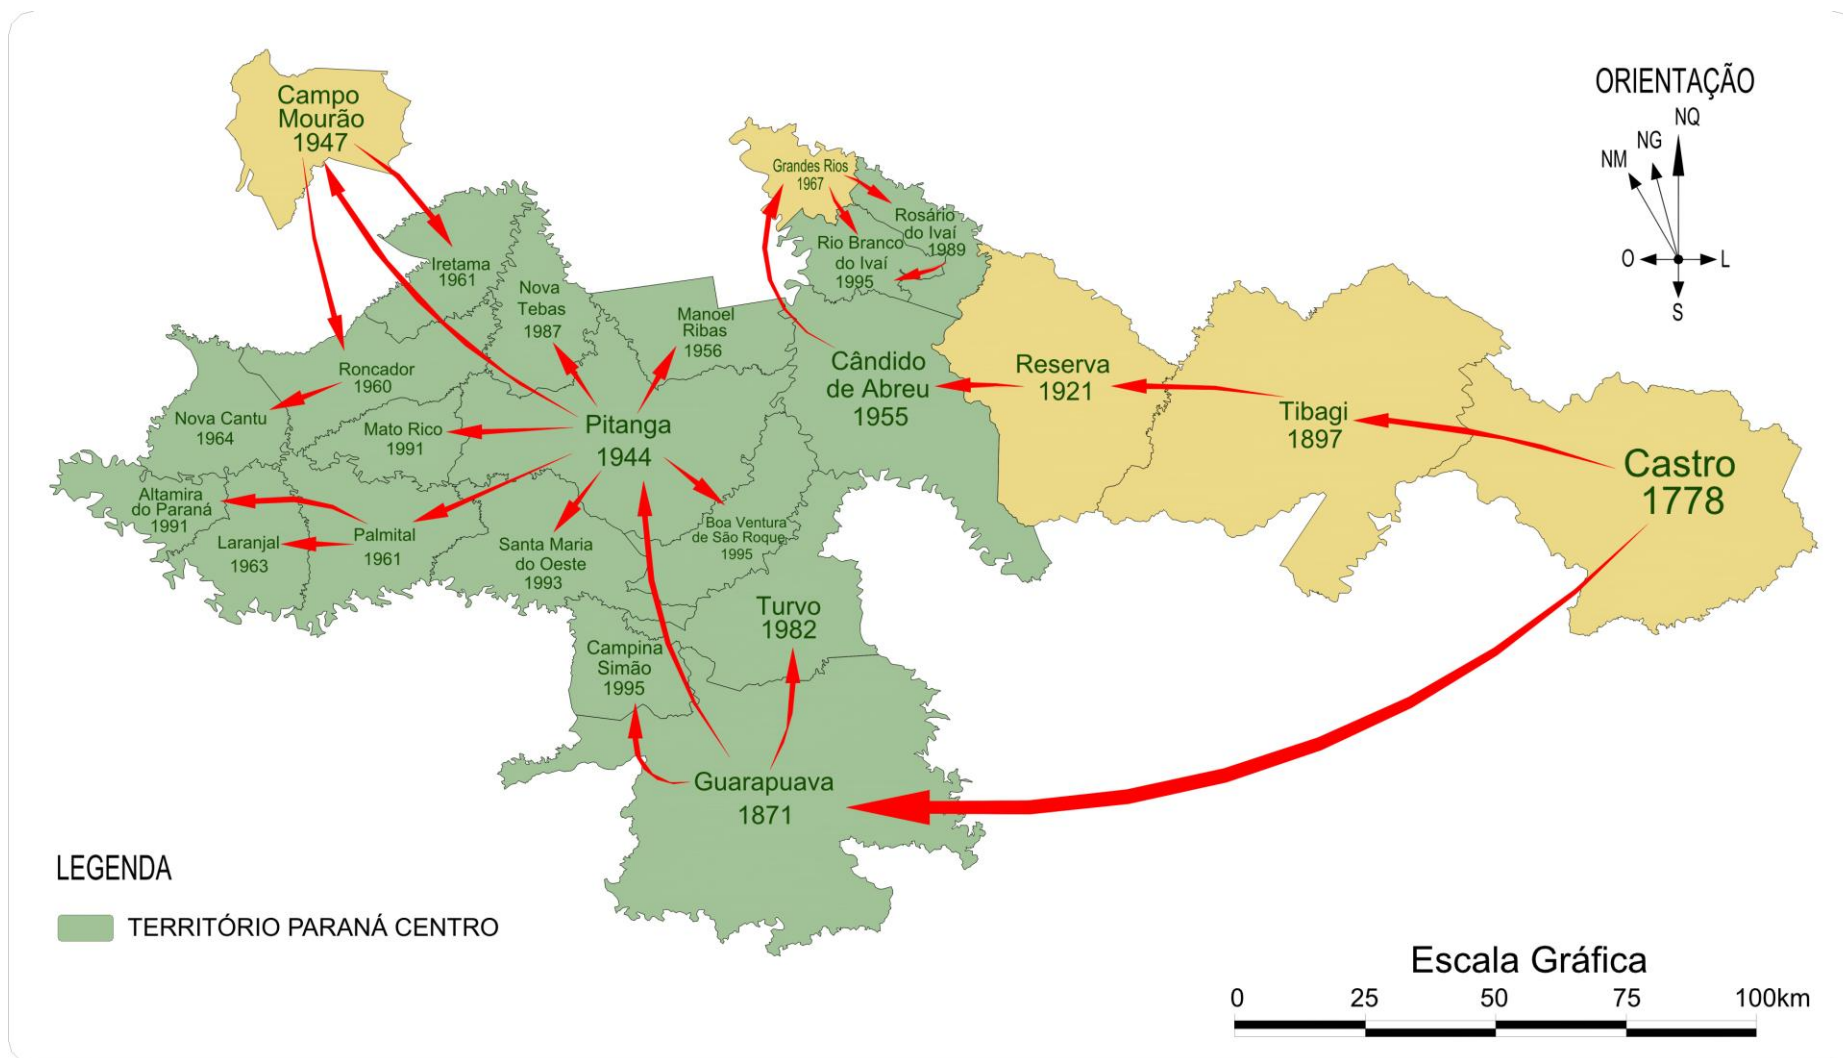 Campo
Mourão
1947
ORIENTAÇÃO
NQ
NG
NM
O
L
S
Grandes Rios
1967
Rosário
do Ivaí
1989
Rio Branco
do Ivaí
1995
Iretama
1961
Nova
Tebas
1987
Manoel
Ribas
1956
Cândido
de Abreu
1955
Reserva
1921
Tibagi
1897
Castro
1778
Roncador
1960
Nova Cantu
1964
Mato Rico
1991
Pitanga
1944
Altamira
do Paraná
1991
Laranjal
1963
Palmital
1961
Santa Maria
do Oeste
1993
Boa Ventura
de São Roque
1995
Turvo
1982
Campina
Simão
1995
Guarapuava
1871
LEGENDA
TERRITÓRIO PARANÁ CENTRO
Escala Gráfica
0 25 50 75 100km